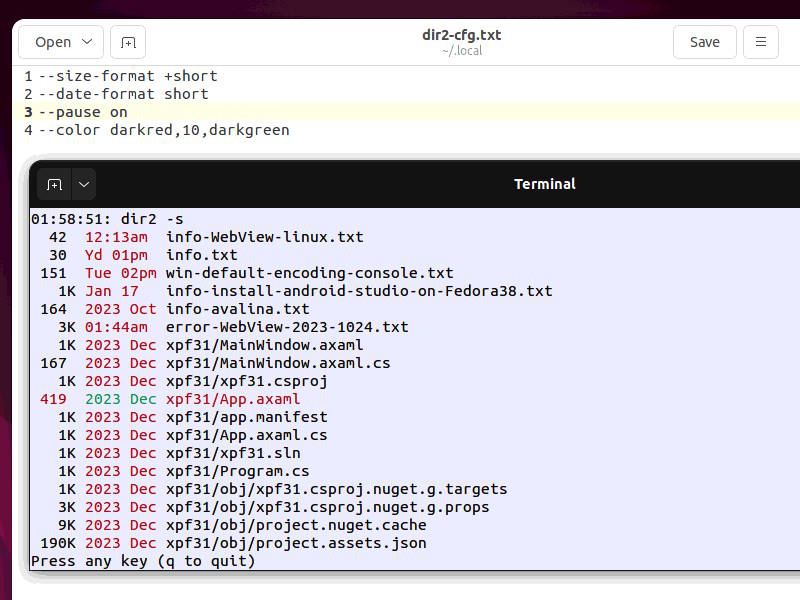 Open
dir2-cfg.txt
~/.local
Save
1 --size-format +short
2 --date-format short
3 --pause on
4 --color darkred,10,darkgreen
Terminal
01:58:51: dir2 -s
42 12:13am info-WebView-linux.txt
30 Yd 01pm info.txt
151 Tue 02pm win-default-encoding-console.txt
1K Jan 17 info-install-android-studio-on-Fedora38.txt
164 2023 Oct info-avalina.txt
3K 01:44am error-WebView-2023-1024.txt
1K 2023 Dec xpf31/MainWindow.axaml
167 2023 Dec xpf31/MainWindow.axaml.cs
1K 2023 Dec xpf31/xpf31.csproj
419 2023 Dec xpf31/App.axaml
1K 2023 Dec xpf31/app.manifest
1K 2023 Dec xpf31/App.axaml.cs
1K 2023 Dec xpf31/xpf31.sln
1K 2023 Dec xpf31/Program.cs
1K 2023 Dec xpf31/obj/xpf31.csproj.nuget.g.targets
3K 2023 Dec xpf31/obj/xpf31.csproj.nuget.g.props
9K 2023 Dec xpf31/obj/project.nuget.cache
190K 2023 Dec xpf31/obj/project.assets.json
Press any key (q to quit)